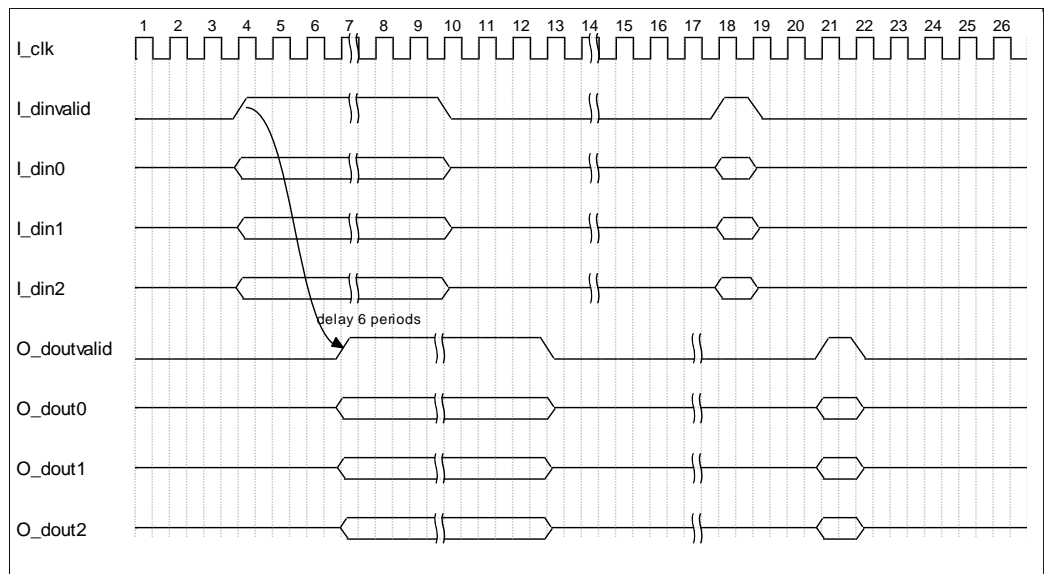 1 2 3 4 5 6 7 8 9 10 11 12 13 14 15 16 17 18 19 20 21 22 23 24 25 26
I_clk
I_dinvalid
I_din0
I_din1
I_din2
delay 6 periods
O_doutvalid
O_dout0
O_dout1
O_dout2